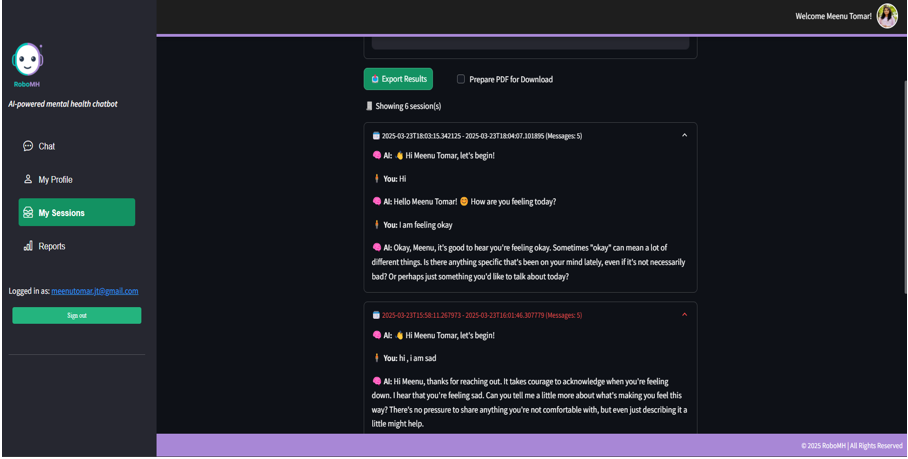 Welcome Meenu Tomar!
RoboMH
AI-powered mental health chatbot
Chat
My Profile
My Sessions
Reports
Logged in as: meenutomar.jt@gmail.com
Sign out
Export Results
Prepare PDF for Download
Showing 6 session(s)
2025-03-23T18:03:15.342125 - 2025-03-23T18:04:07.101895 (Messages: 5)
AI: 👋 Hi Meenu Tomar, let's begin!
You: Hi
AI: Hello Meenu Tomar! 😊 How are you feeling today?
You: I am feeling okay
AI: Okay, Meenu, it's good to hear you're feeling okay. Sometimes "okay" can mean a lot of
different things. Is there anything specific that's been on your mind lately, even if it's not necessarily
bad? Or perhaps just something you'd like to talk about today?
2025-03-23T15:58:11.267973 - 2025-03-23T16:01:46.307779 (Messages: 5)
AI: 👋 Hi Meenu Tomar, let's begin!
You: hi , i am sad
AI: Hi Meenu, thanks for reaching out. It takes courage to acknowledge when you're feeling
down. I hear that you're feeling sad. Can you tell me a little more about what's making you feel this
way? There's no pressure to share anything you're not comfortable with, but even just describing it a
little might help.
© 2025 RoboMH | All Rights Reserved